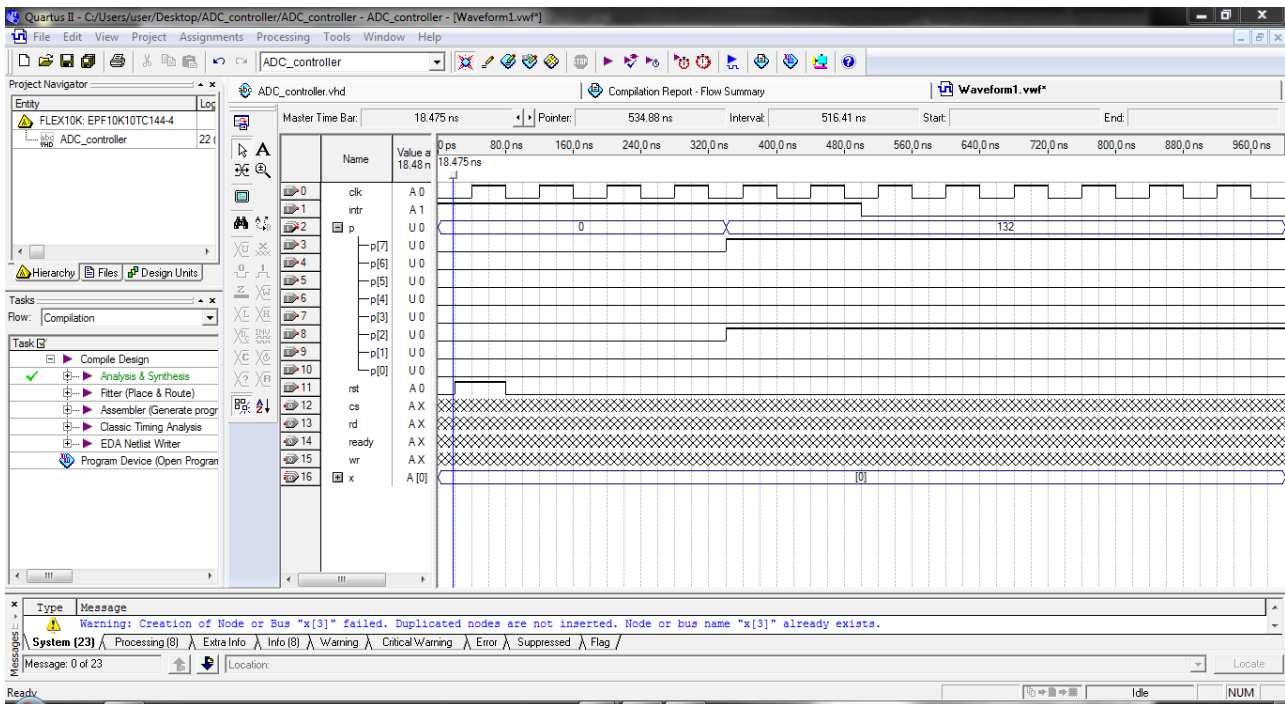 Quartus II - C:/Users/user/Desktop/ADC_controller/ADC_controller - ADC_controller - [Waveform1.vwf*]
File Edit View Project Assignments Processing Tools Window Help
ADC_controller
STOP
Project Navigator
Entity Log
FLEX10K: EPF10K10TC144-4
ADC_controller 22 (
Hierarchy Files Design Units
Tasks
Flow: Compilation
Task
Compile Design
Analysis & Synthesis
Fitter (Place & Route)
Assembler (Generate progr
Classic Timing Analysis
EDA Netlist Writer
Program Device (Open Program
ADC_controller.vhd Compilation Report - Flow Summary Waveform1.vwf*
Master Time Bar: 18.475 ns Pointer: 534.88 ns Interval: 516.41 ns Start: End:
Name Value a 18.48 n
0 ps 80.0 ns 160.0 ns 240.0 ns 320.0 ns 400.0 ns 480.0 ns 560.0 ns 640.0 ns 720.0 ns 800.0 ns 880.0 ns 960.0 ns
18.475 ns
0 clk A 0
1 intr A 1
2 p U 0 0 132
3 p[7] U 0
4 p[6] U 0
5 p[5] U 0
6 p[4] U 0
7 p[3] U 0
8 p[2] U 0
9 p[1] U 0
10 p[0] U 0
11 rst A 0
12 cs A X
13 rd A X
14 ready A X
15 wr A X
16 x A [0] [0]
Type Message
Warning: Creation of Node or Bus "x[3]" failed. Duplicated nodes are not inserted. Node or bus name "x[3]" already exists.
System (23) Processing (8) Extra Info Info (8) Warning Critical Warning Error Suppressed Flag
Messages
Message: 0 of 23 Location: Locate
Ready Idle NUM